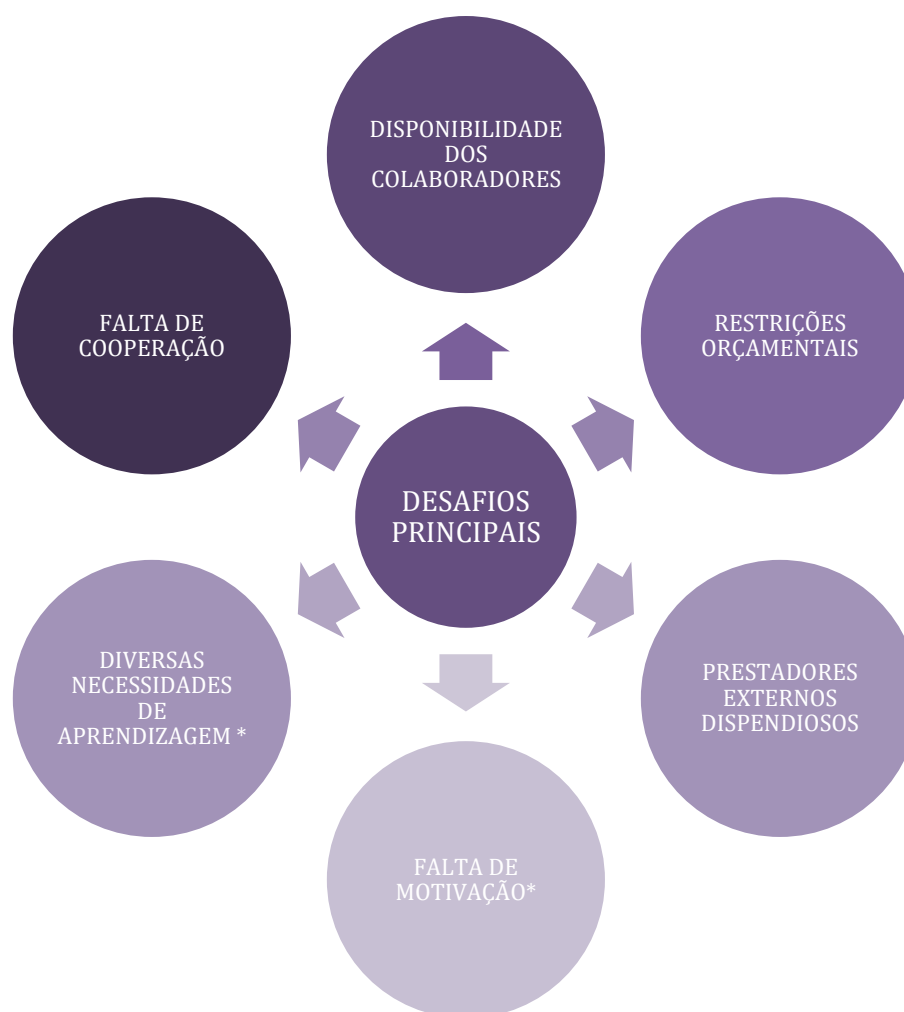 DISPONIBILIDADE
DOS
COLABORADORES
FALTA DE
COOPERAÇÃO
RESTRIÇÕES
ORÇAMENTAIS
DESAFIOS
PRINCIPAIS
DIVERSAS
NECESSIDADES
DE
APRENDIZAGEM *
PRESTADORES
EXTERNOS
DISPENDIOSOS
FALTA DE
MOTIVAÇÃO*